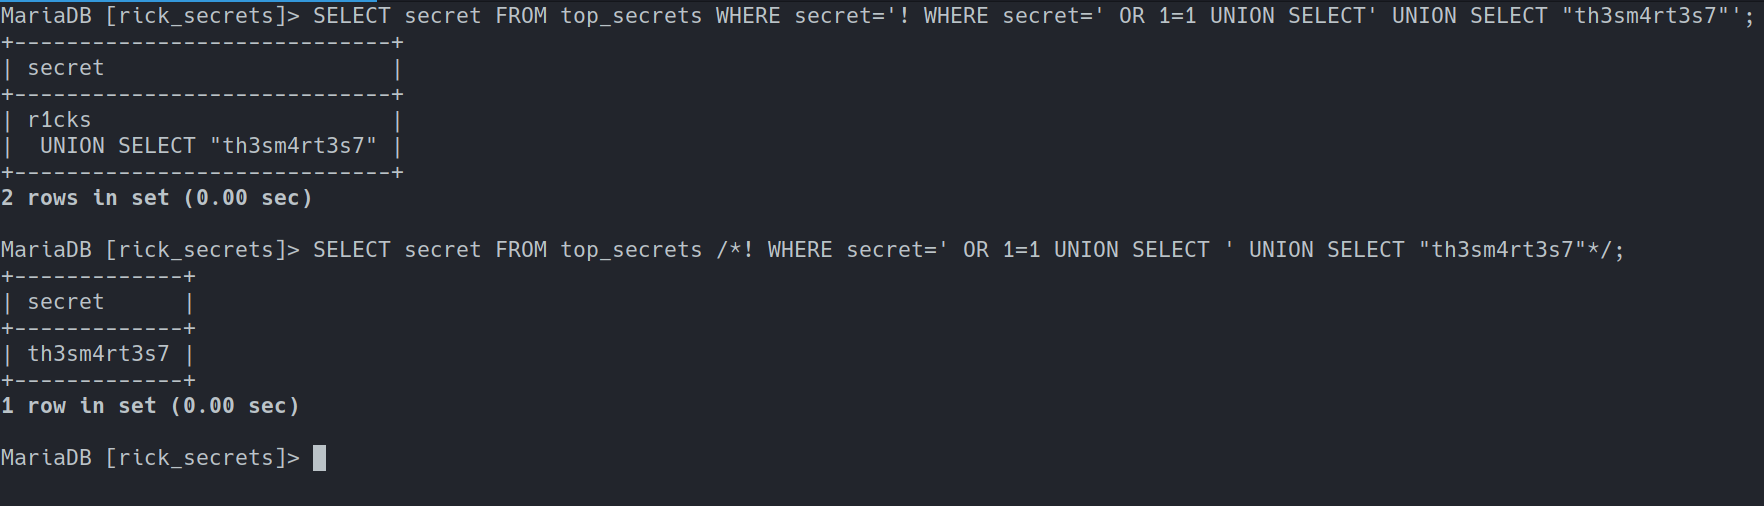 MariaDB [rick_secrets]> SELECT secret FROM top_secrets WHERE secret='! WHERE secret=' OR 1=1 UNION SELECT' UNION SELECT "th3sm4rt3s7"';
+-----------------------------+
| secret                      |
+-----------------------------+
| r1cks                       |
|  UNION SELECT "th3sm4rt3s7" |
+-----------------------------+
2 rows in set (0.00 sec)
MariaDB [rick_secrets]> SELECT secret FROM top_secrets /*! WHERE secret=' OR 1=1 UNION SELECT ' UNION SELECT "th3sm4rt3s7"*/;
+-------------+
| secret      |
+-------------+
| th3sm4rt3s7 |
+-------------+
1 row in set (0.00 sec)
MariaDB [rick_secrets]>